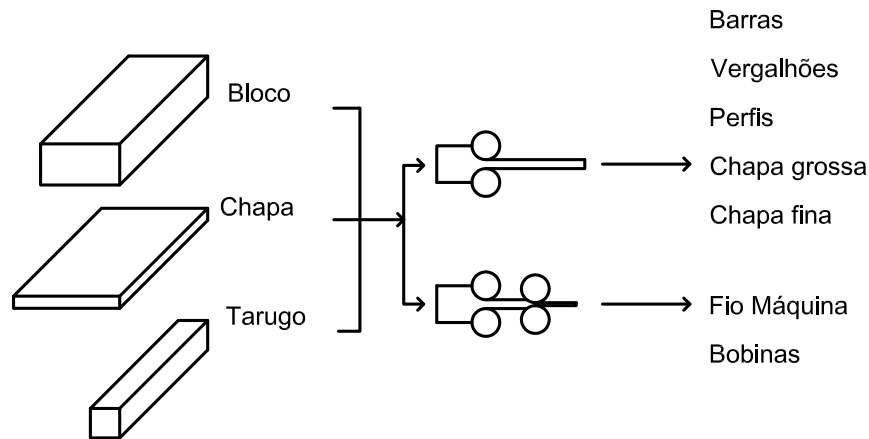 Bloco
Chapa
Tarugo
Barras
Vergalhões
Perfis
Chapa grossa
Chapa fina
Fio Máquina
Bobinas